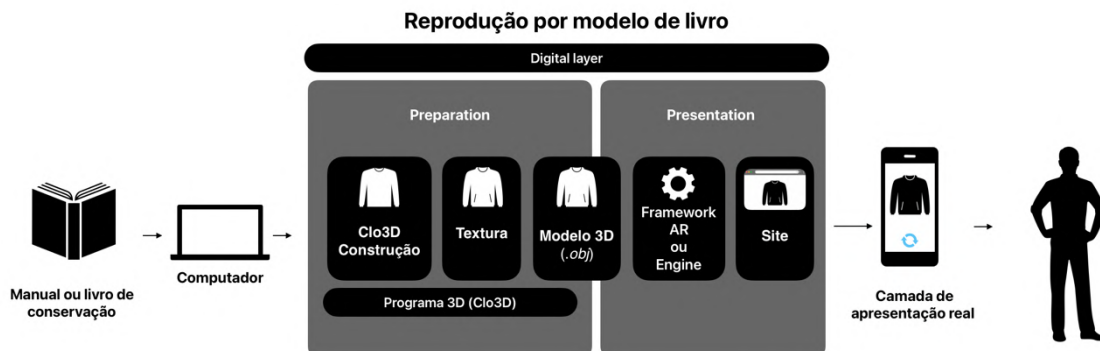 Reprodução por modelo de livro
Digital layer
Preparation
Presentation
Clo3D
Construção
Textura
Modelo 3D
(.obj)
Framework
AR
ou
Engine
Site
Programa 3D (Clo3D)
Manual ou livro de
conservação
Computador
Camada de
apresentação real